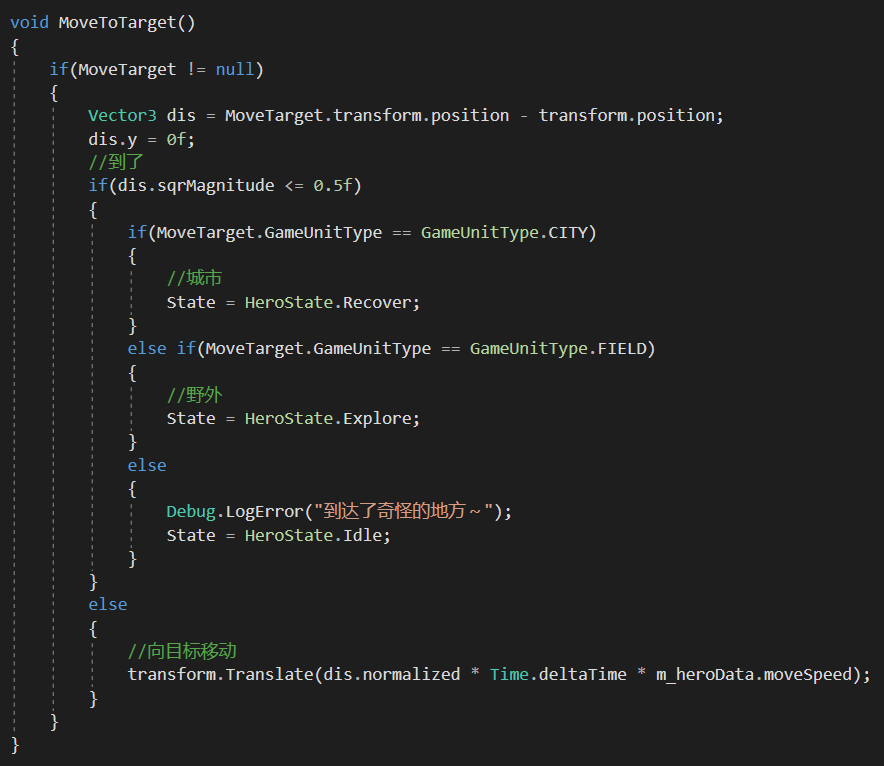 void MoveToTarget()
{
    if(MoveTarget != null)
    {
        Vector3 dis = MoveTarget.transform.position - transform.position;
        dis.y = 0f;
        //到了
        if(dis.sqrMagnitude <= 0.5f)
        {
            if(MoveTarget.GameUnitType == GameUnitType.CITY)
            {
                //城市
                State = HeroState.Recover;
            }
            else if(MoveTarget.GameUnitType == GameUnitType.FIELD)
            {
                //野外
                State = HeroState.Explore;
            }
            else
            {
                Debug.LogError("到达了奇怪的地方～");
                State = HeroState.Idle;
            }
        }
        else
        {
            //向目标移动
            transform.Translate(dis.normalized * Time.deltaTime * m_heroData.moveSpeed);
        }
    }
}